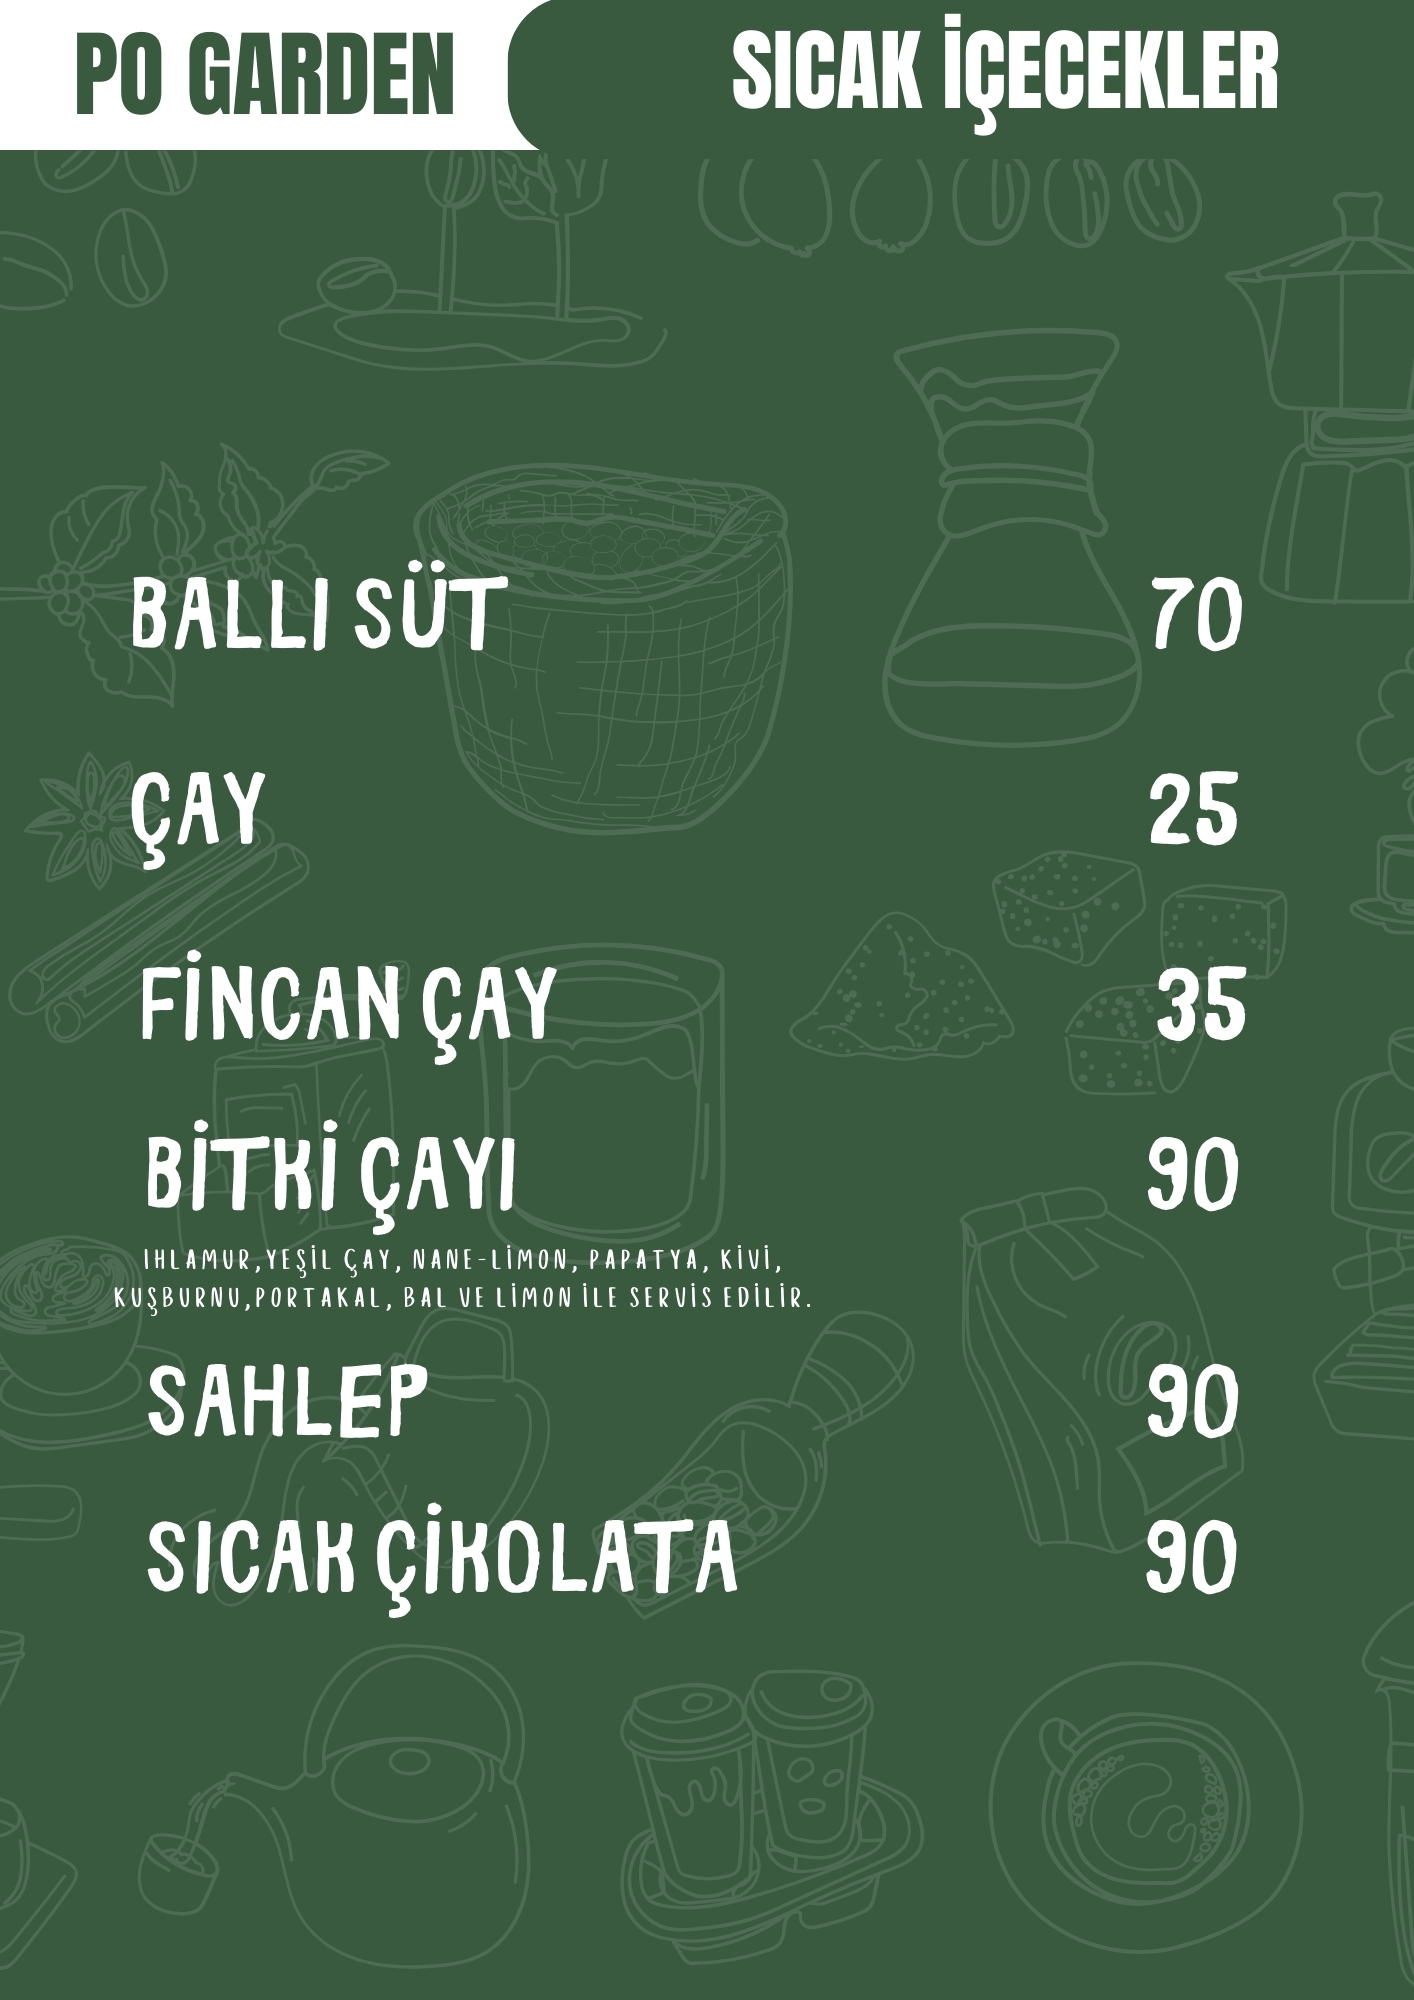 PO GARDEN
SICAK İÇECEKLER
BALLI SÜT 70
ÇAY 25
FİNCAN ÇAY 35
BİTKİ ÇAYI 90
IHLAMUR,YEŞİL ÇAY, NANE-LİMON, PAPATYA, KİVİ,
KUŞBURNU,PORTAKAL, BAL VE LİMON İLE SERVİS EDİLİR.
SAHLEP 90
SICAK ÇİKOLATA 90